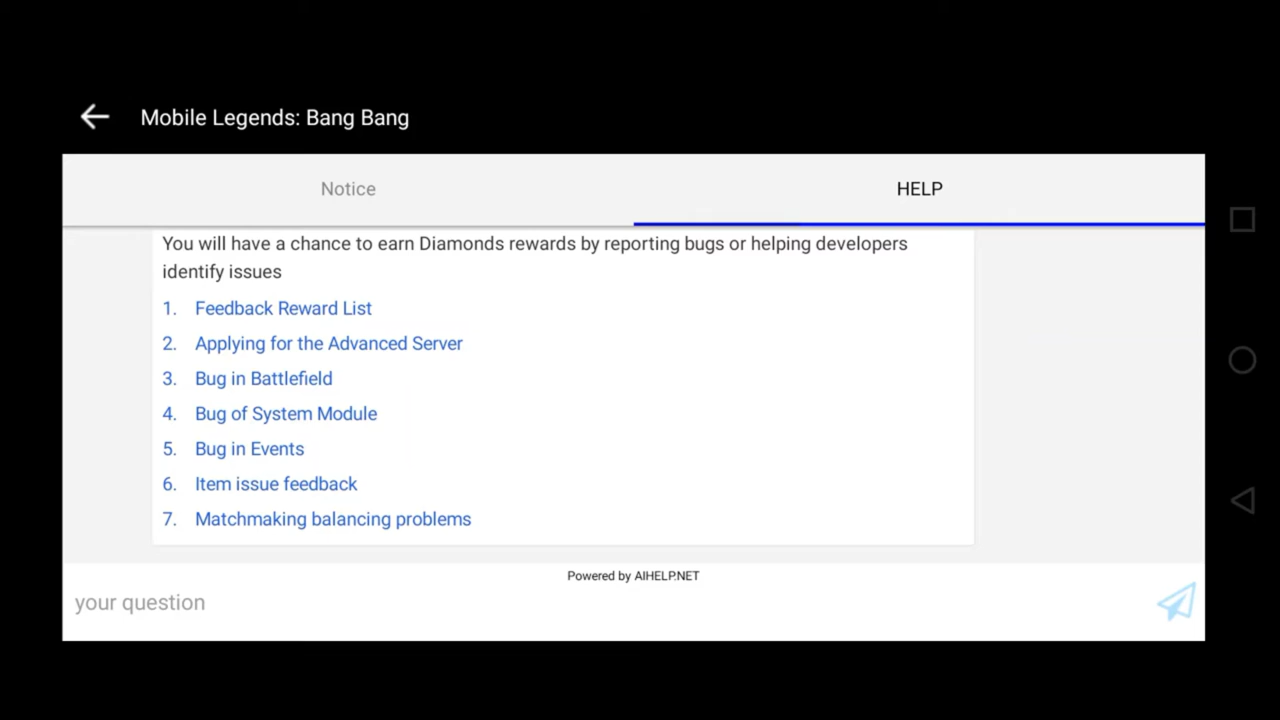 Mobile Legends: Bang Bang
Notice
HELP
You will have a chance to earn Diamonds rewards by reporting bugs or helping developers
identify issues
1. Feedback Reward List
2. Applying for the Advanced Server
3. Bug in Battlefield
4. Bug of System Module
5. Bug in Events
6. Item issue feedback
7. Matchmaking balancing problems
Powered by AIHELP.NET
your question